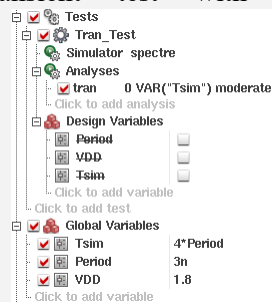 Tests
Tran_Test
Simulator spectre
Analyses
tran 0 VAR("Tsim") moderate
Click to add analysis
Design Variables
Period
VDD
Tsim
Click to add variable
Click to add test
Global Variables
Tsim 4*Period
Period 3n
VDD 1.8
Click to add variable